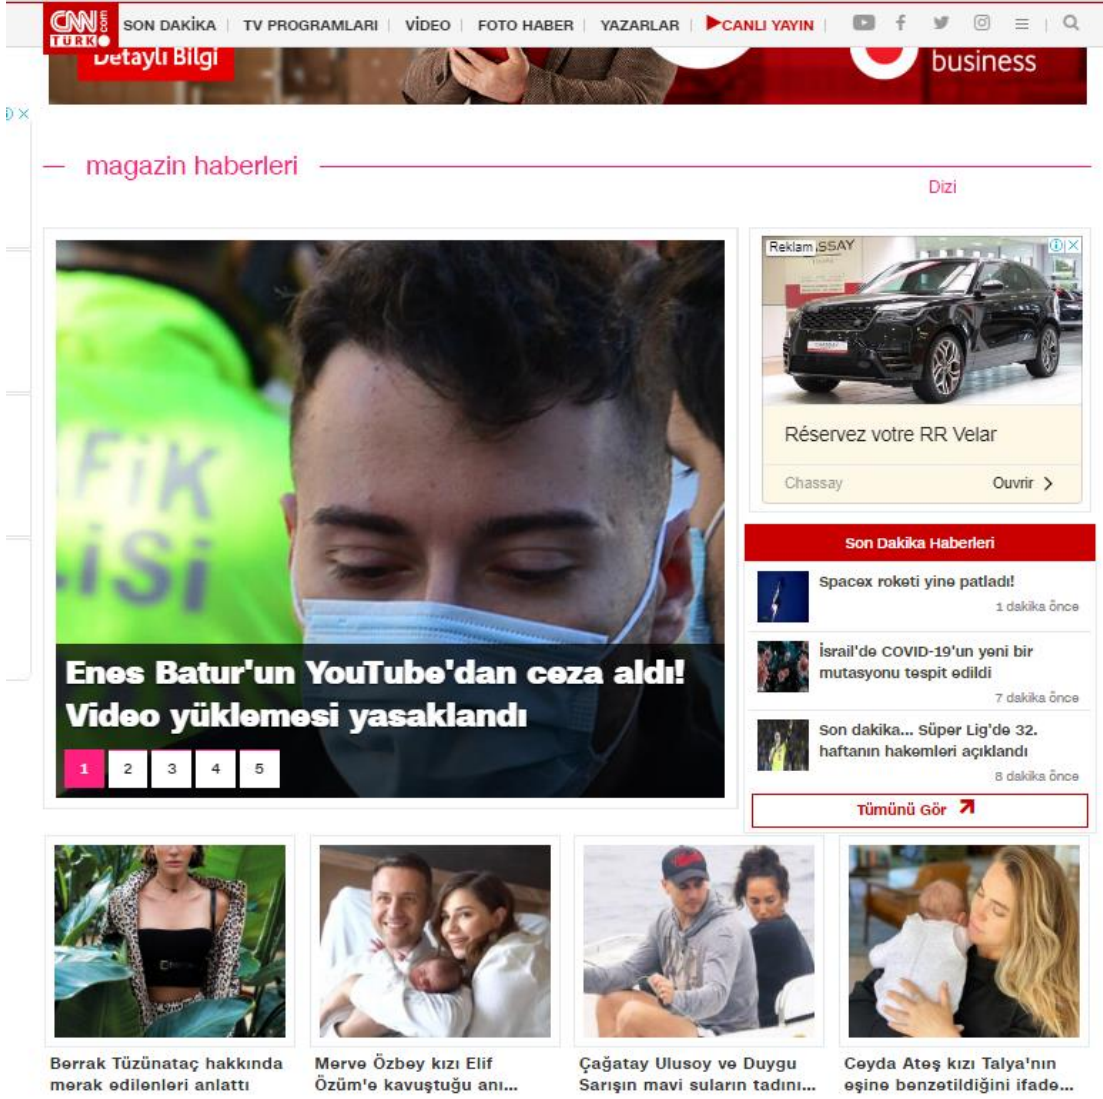 CNN
TÜRK
.com
SON DAKİKA | TV PROGRAMLARI | VİDEO | FOTO HABER | YAZARLAR | CANLI YAYIN |
Detaylı Bilgi
business
magazin haberleri
Dizi
FİK
LİSİ
Enes Batur'un YouTube'dan ceza aldı!
Video yüklemesi yasaklandı
1 2 3 4 5
Reklam
SSAY
Réservez votre RR Velar
Chassay
Ouvrir
Son Dakika Haberleri
Spacex roketi yine patladı!
1 dakika önce
İsrail'de COVID-19'un yeni bir
mutasyonu tespit edildi
7 dakika önce
Son dakika... Süper Lig'de 32.
haftanın hakemleri açıklandı
8 dakika önce
Tümünü Gör
Berrak Tüzünataç hakkında
merak edilenleri anlattı
Merve Özbey kızı Elif
Özüm'e kavuştuğu anı...
Çağatay Ulusoy ve Duygu
Sarışın mavi suların tadını...
Ceyda Ateş kızı Talya'nın
eşine benzetildiğini ifade...